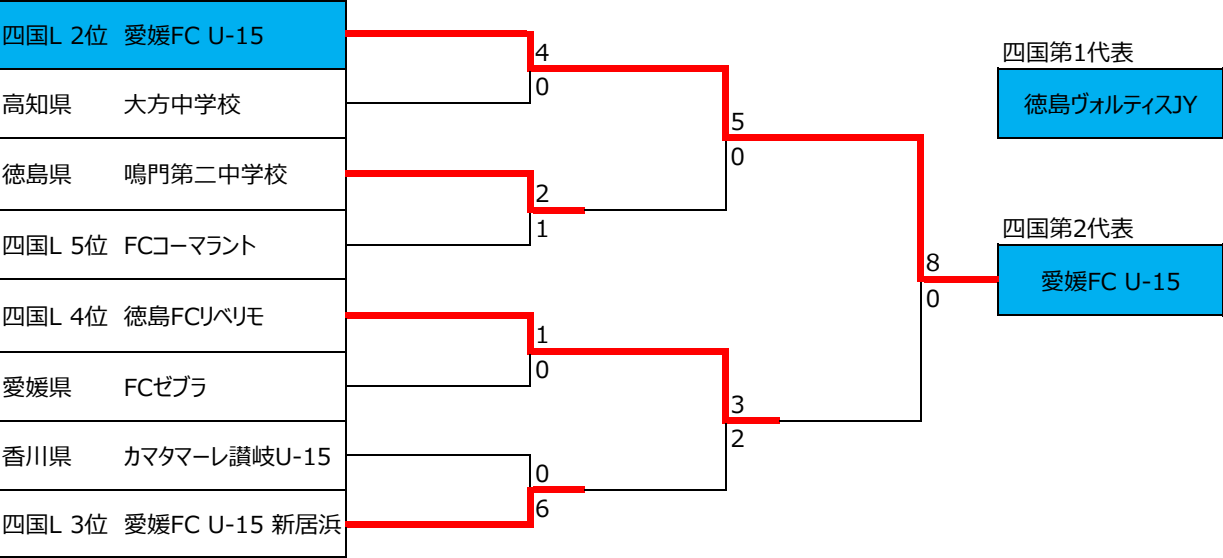 四国L 2位 愛媛FC U-15
高知県 大方中学校
徳島県 鳴門第二中学校
四国L 5位 FCコーマラント
四国L 4位 徳島FCリベリモ
愛媛県 FCゼブラ
香川県 カマタマーレ讃岐U-15
四国L 3位 愛媛FC U-15 新居浜
4
0
2
1
1
0
0
6
5
0
3
2
8
0
四国第1代表
徳島ヴォルティスJY
四国第2代表
愛媛FC U-15